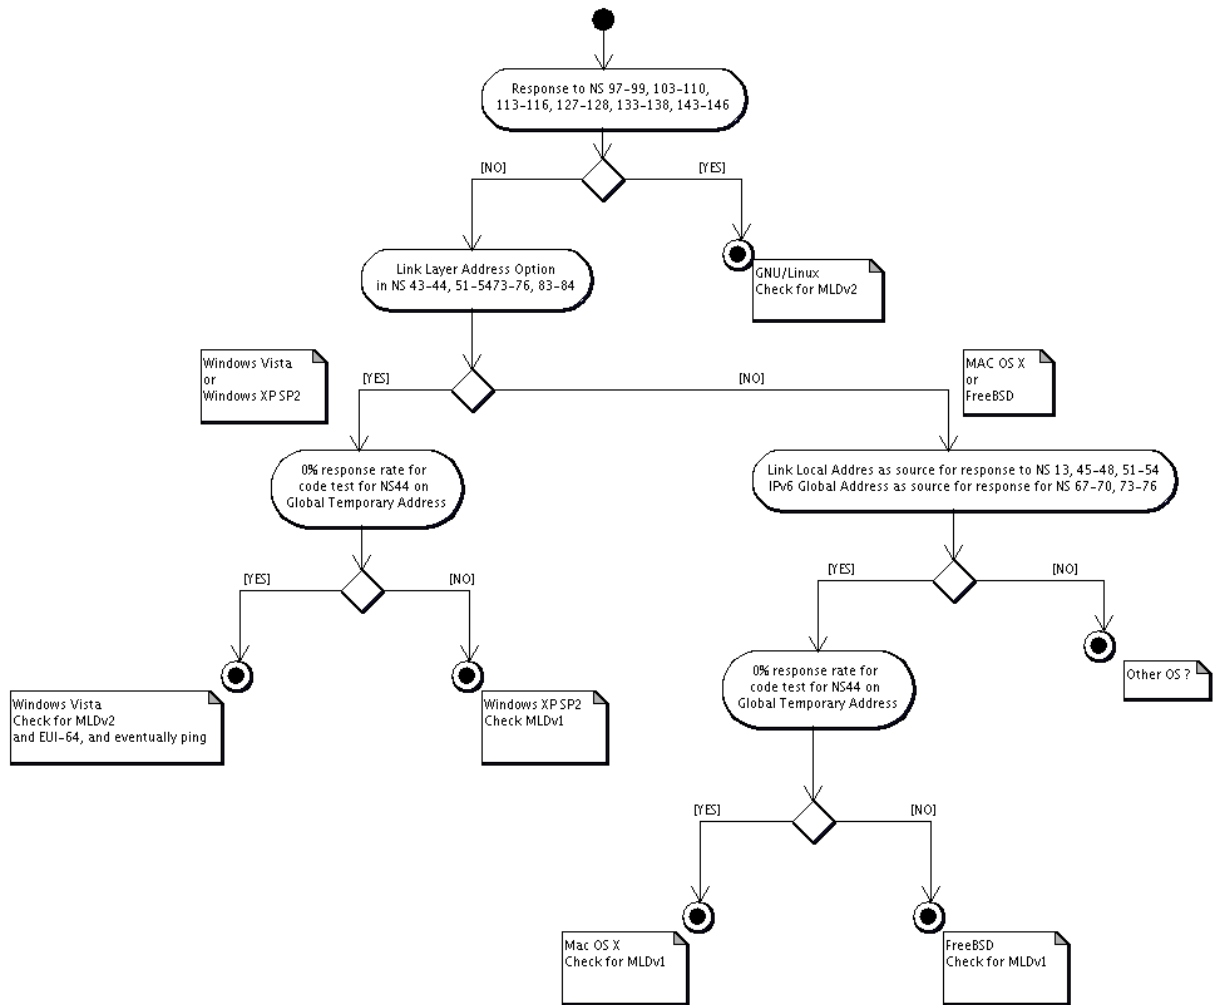 Response to NS 97-99, 103-110,
113-116, 127-128, 133-138, 143-146
[NO]
[YES]
Link Layer Address Option
in NS 43-44, 51-5473-76, 83-84
GNU/Linux
Check for MLDv2
Windows Vista
or
Windows XP SP2
[YES]
[NO]
MAC OS X
or
FreeBSD
0% response rate for
code test for NS44 on
Global Temporary Address
Link Local Addres as source for response to NS 13, 45-48, 51-54
IPv6 Global Address as source for response for NS 67-70, 73-76
[YES]
[NO]
[YES]
[NO]
Windows Vista
Check for MLDv2
and EUI-64, and eventually ping
Windows XP SP2
Check MLDv1
0% response rate for
code test for NS44 on
Global Temporary Address
Other OS ?
[YES]
[NO]
Mac OS X
Check for MLDv1
FreeBSD
Check for MLDv1